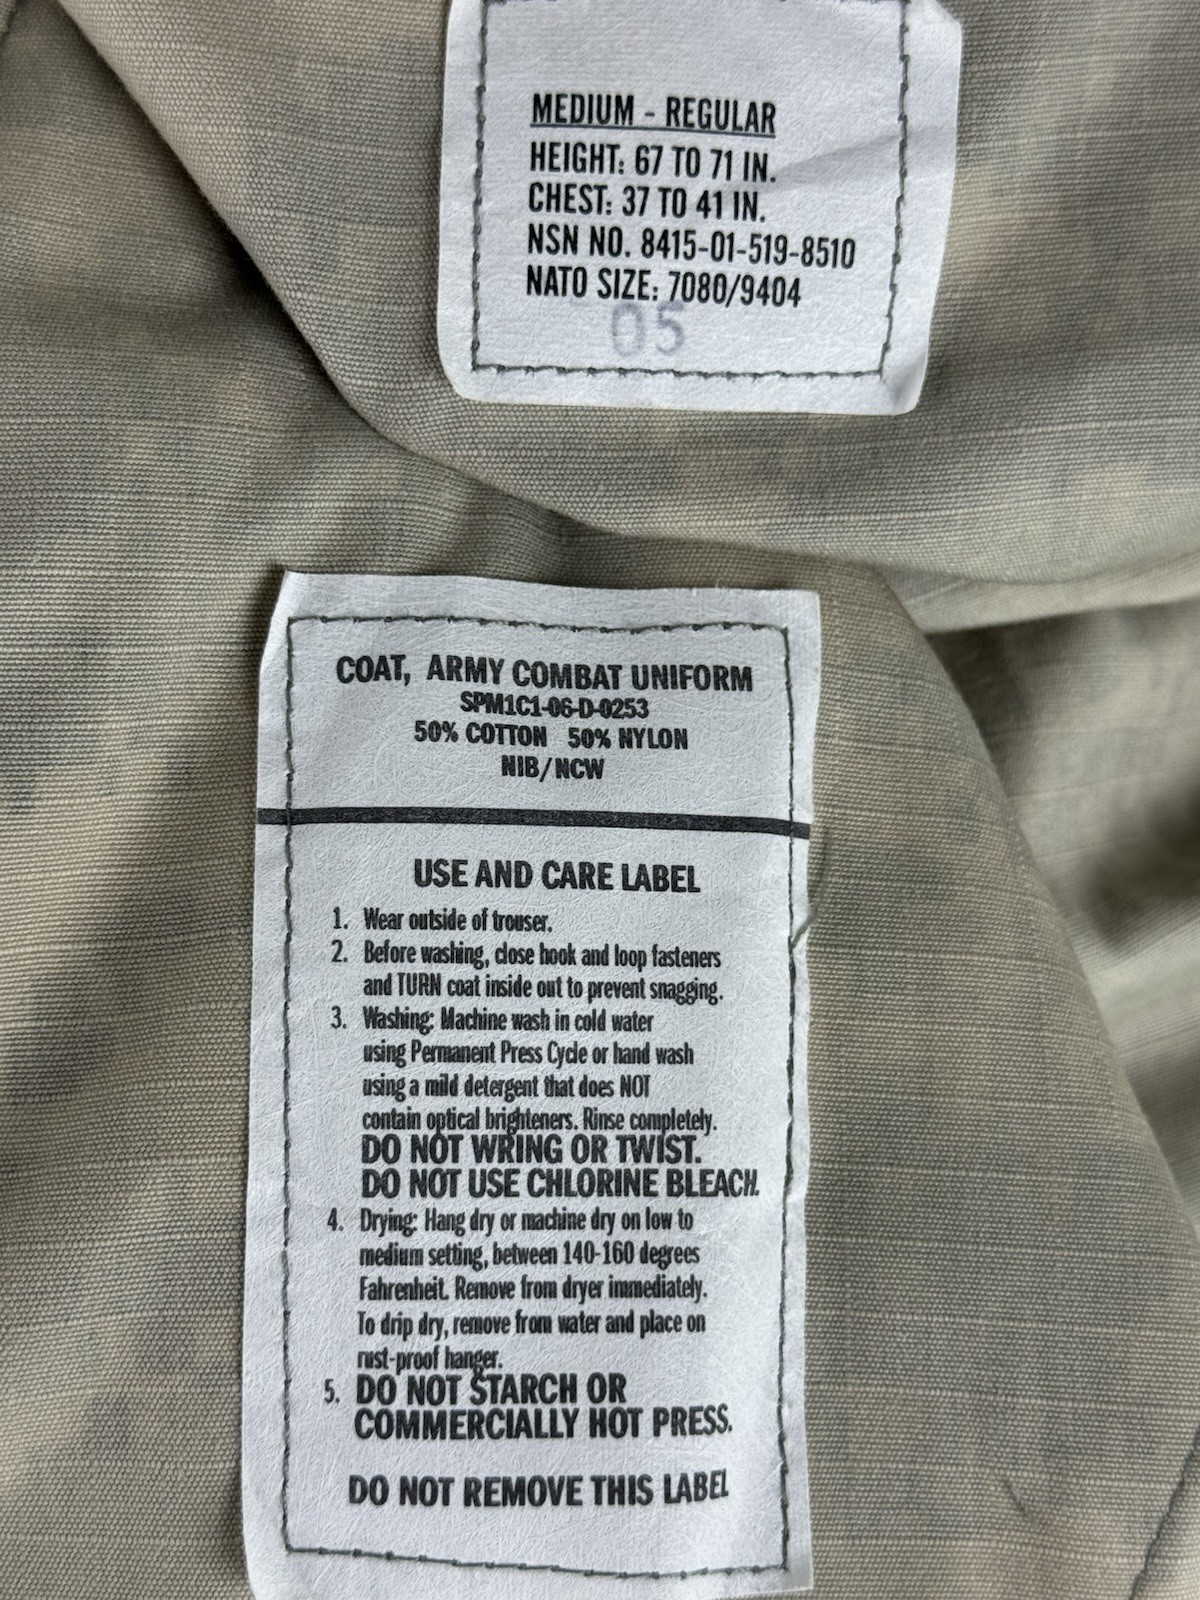 MEDIUM - REGULAR
HEIGHT: 67 TO 71 IN.
CHEST: 37 TO 41 IN.
NSN NO. 8415-01-519-8510
NATO SIZE: 7080/9404
05
COAT, ARMY COMBAT UNIFORM
SPM1C1-06-D-0253
50% COTTON 50% NYLON
NIB/NCW
USE AND CARE LABEL
1. Wear outside of trouser.
2. Before washing, close hook and loop fasteners
and TURN coat inside out to prevent snagging.
3. Washing: Machine wash in cold water
using Permanent Press Cycle or hand wash
using a mild detergent that does NOT
contain optical brighteners. Rinse completely.
DO NOT WRING OR TWIST.
DO NOT USE CHLORINE BLEACH.
4. Drying: Hang dry or machine dry on low to
medium setting, between 140-160 degrees
Fahrenheit. Remove from dryer immediately.
To drip dry, remove from water and place on
rust-proof hanger.
5. DO NOT STARCH OR
COMMERCIALLY HOT PRESS.
DO NOT REMOVE THIS LABEL